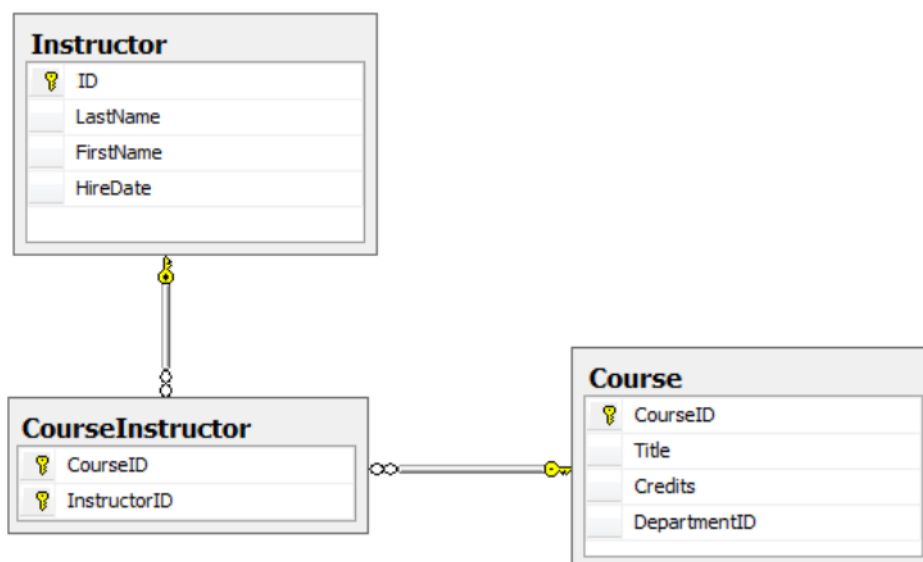 Instructor
ID
LastName
FirstName
HireDate
CourseInstructor
CourseID
InstructorID
Course
CourseID
Title
Credits
DepartmentID